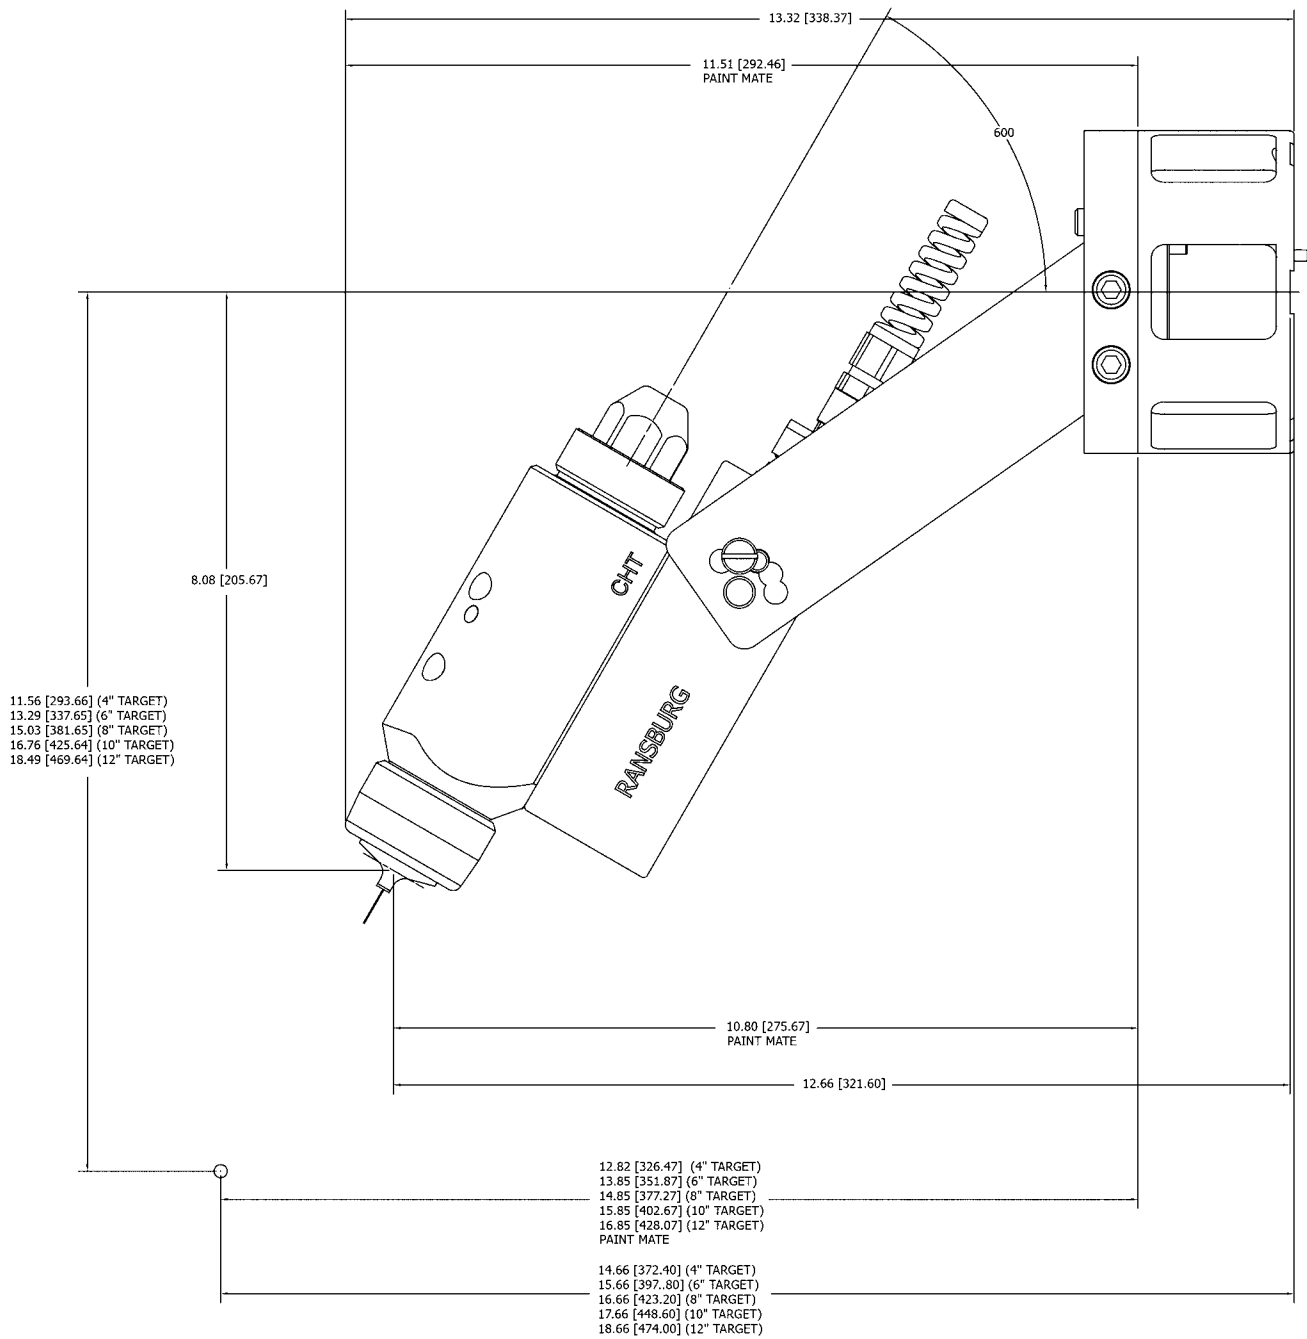 13.32 [338.37]
11.51 [292.46]
PAINT MATE
600
CHT
8.08 [205.67]
RANSBURG
11.56 [293.66] (4" TARGET)
13.29 [337.65] (6" TARGET)
15.03 [381.65] (8" TARGET)
16.76 [425.64] (10" TARGET)
18.49 [469.64] (12" TARGET)
10.80 [275.67]
PAINT MATE
12.66 [321.60]
12.82 [326.47] (4" TARGET)
13.85 [351.87] (6" TARGET)
14.85 [377.27] (8" TARGET)
15.85 [402.67] (10" TARGET)
16.85 [428.07] (12" TARGET)
PAINT MATE
14.66 [372.40] (4" TARGET)
15.66 [397..80] (6" TARGET)
16.66 [423.20] (8" TARGET)
17.66 [448.60] (10" TARGET)
18.66 [474.00] (12" TARGET)